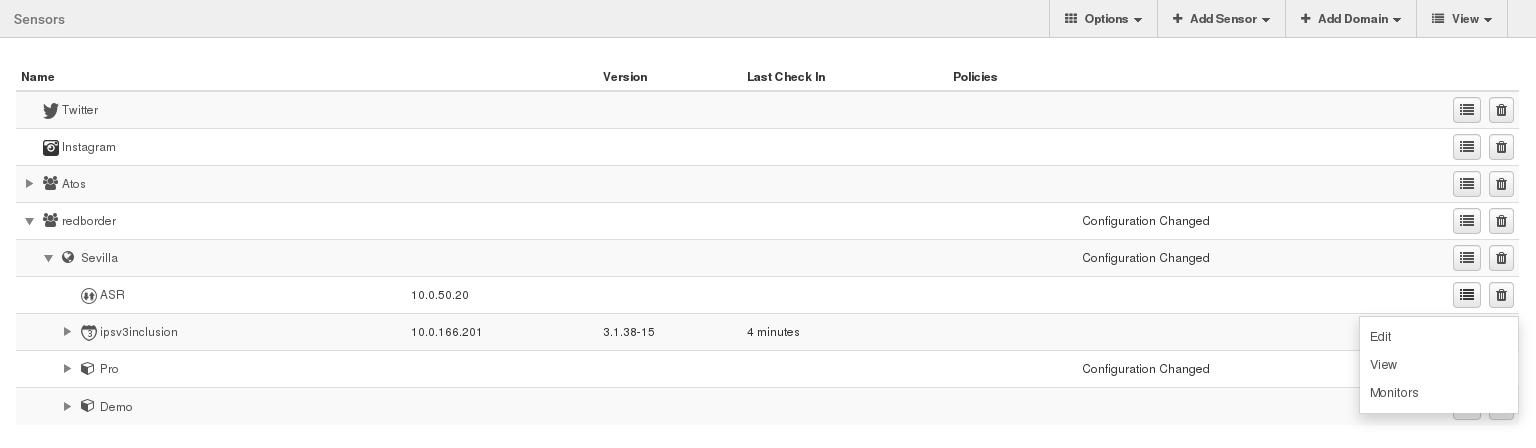 Sensors Options Add Sensor Add Domain View
Name Version Last Check In Policies
Twitter
Instagram
Atos
redborder Configuration Changed
Sevilla Configuration Changed
ASR 10.0.50.20
3 ipsv3inclusion 10.0.166.201 3.1.38-15 4 minutes
Edit
View
Pro Configuration Changed
Monitors
Demo